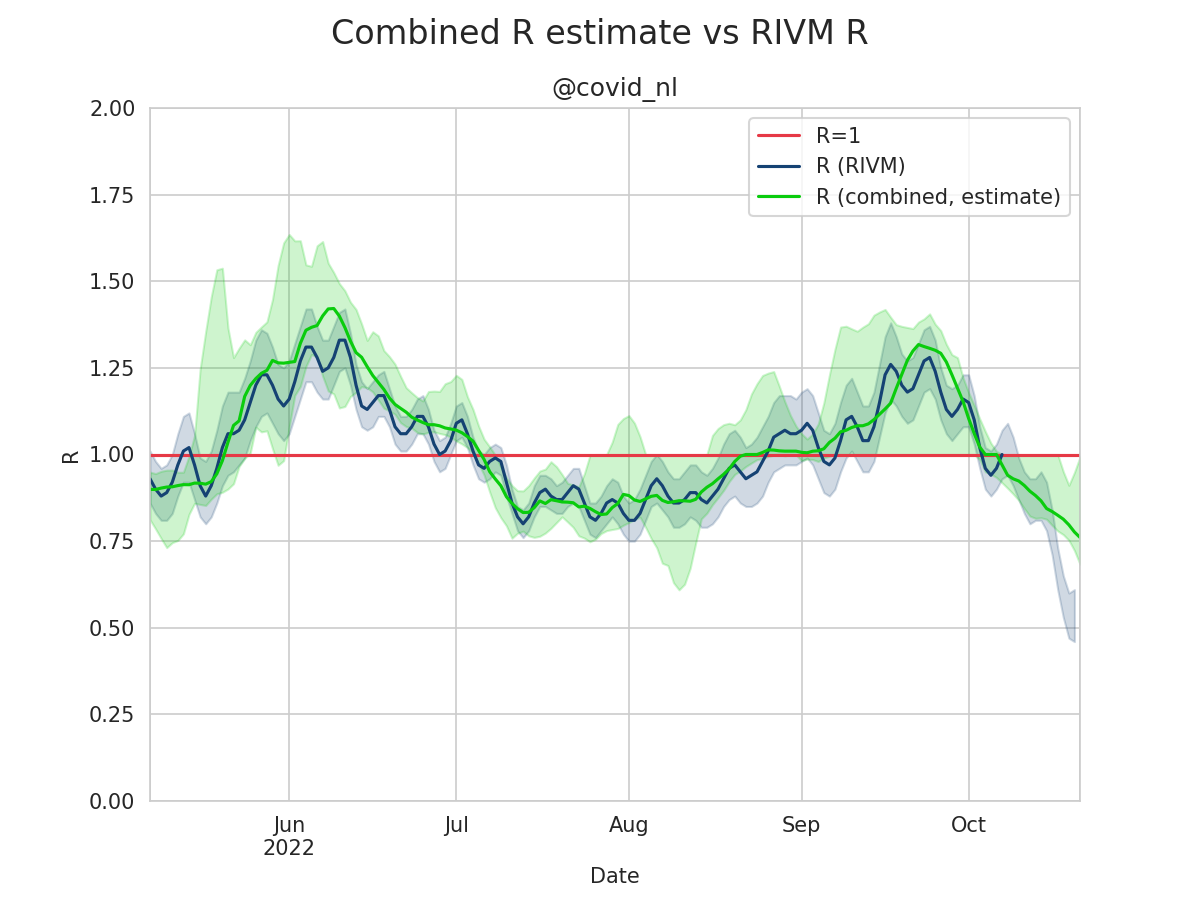 Combined R estimate vs RIVM R
@covid_nl
R=1
R (RIVM)
R (combined, estimate)
2.00
1.75
1.50
1.25
1.00
0.75
0.50
0.25
0.00
R
Jun
2022
Jul
Aug
Sep
Oct
Date